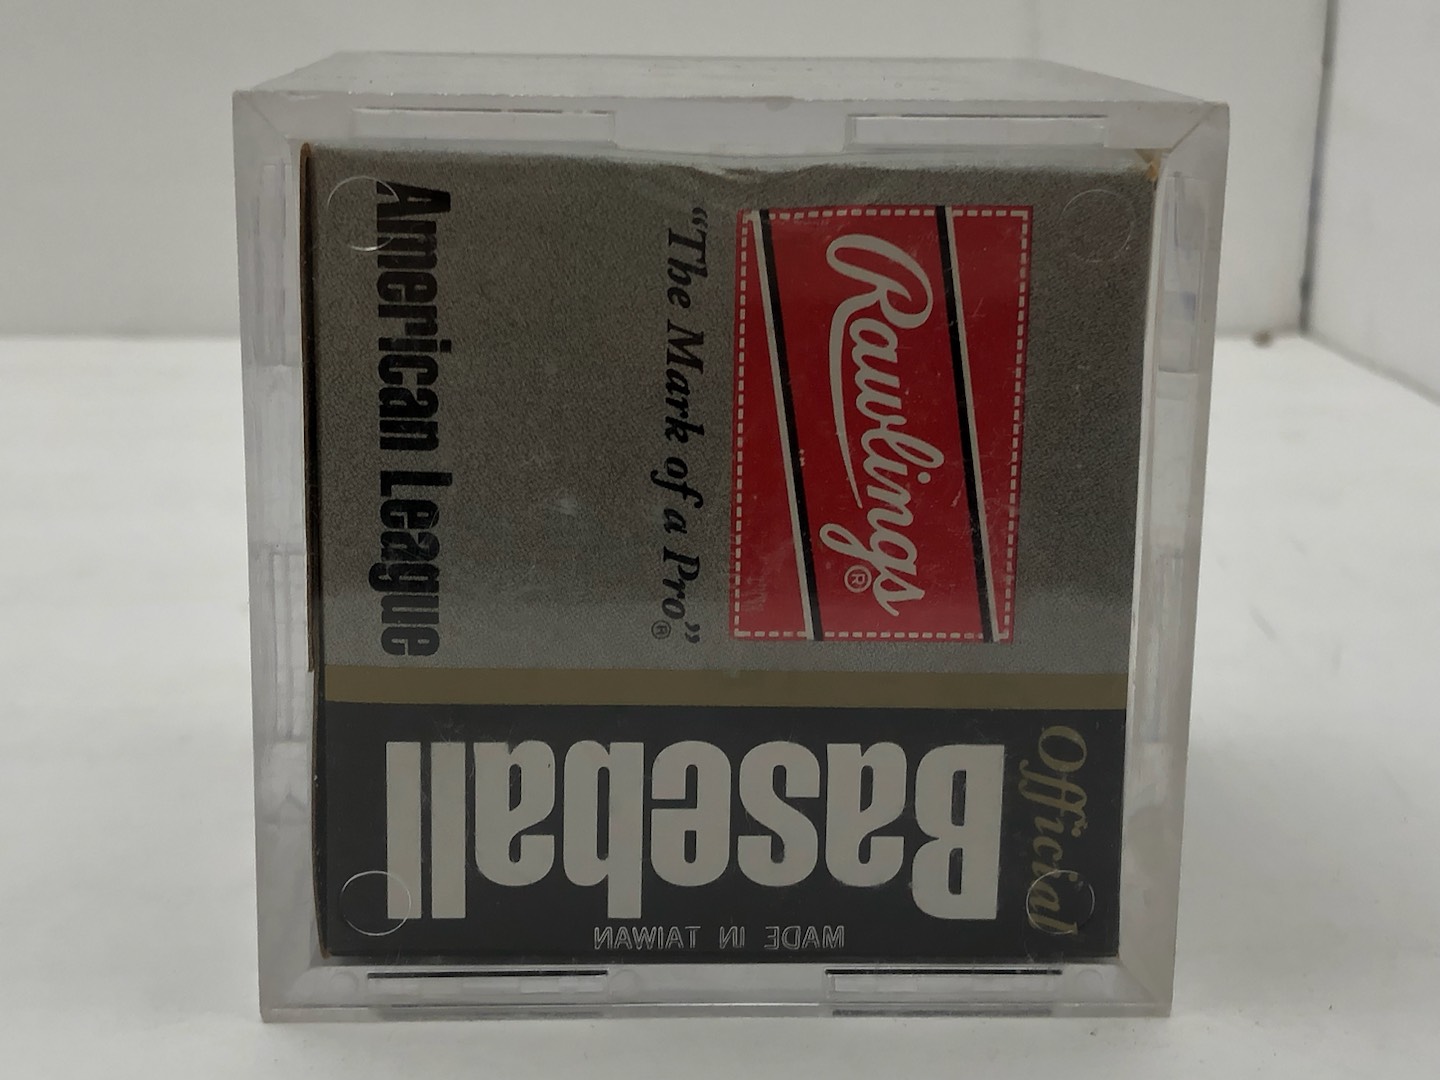 Rawlings®
"The Mark of a Pro"®
American League
Official
Baseball
MADE IN TAIWAN